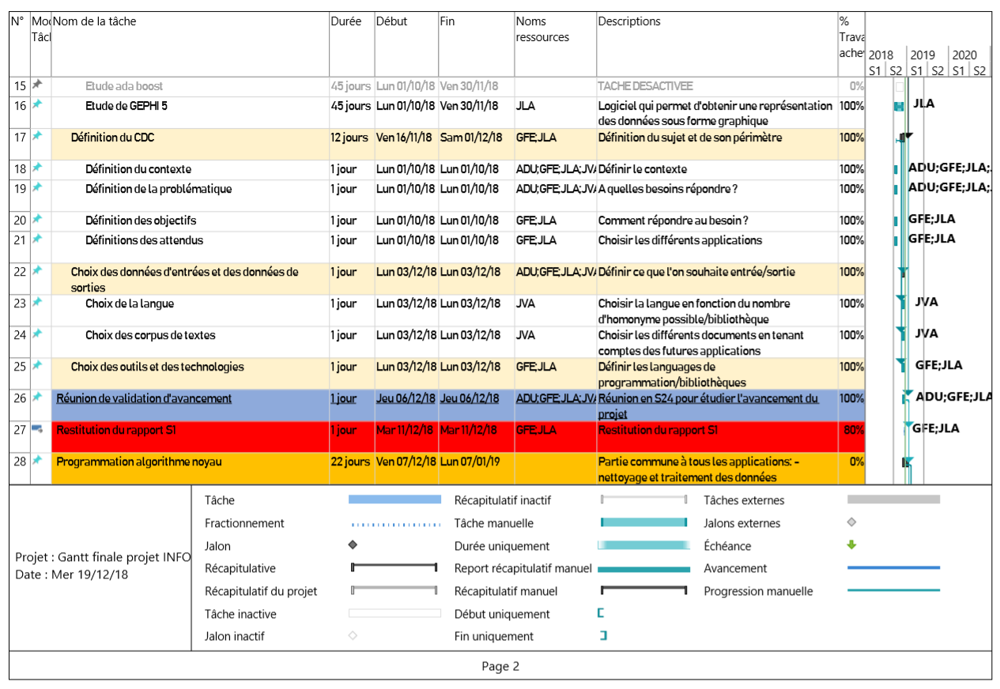 N° Mod Nom de la tâche Durée Début Fin Noms Descriptions %
Tâcl ressources Trava
ache 2018 2019 2020
S1 S2 S1 S2 S1 S2
15 Etude ada boost 45 jours Lun 01/10/18 Ven 30/11/18 TACHE DESACTIVEE 0%
16 Etude de GEPHI 5 45 jours Lun 01/10/18 Ven 30/11/18 JLA Logiciel qui permet d'obtenir une représentation 100% JLA
des données sous forme graphique
17 Définition du CDC 12 jours Ven 16/11/18 Sam 01/12/18 GFE;JLA Définition du sujet et de son périmètre 100%
18 Définition du contexte 1 jour Lun 01/10/18 Lun 01/10/18 ADU;GFE;JLA;JVA Définir le contexte 100% ADU;GFE;JLA;
19 Définition de la problématique 1 jour Lun 01/10/18 Lun 01/10/18 ADU;GFE;JLA;JVA A quelles besoins répondre ? 100% ADU;GFE;JLA;
20 Définition des objectifs 1 jour Lun 01/10/18 Lun 01/10/18 GFE;JLA Comment répondre au besoin ? 100% GFE;JLA
21 Définitions des attendus 1 jour Lun 01/10/18 Lun 01/10/18 GFE;JLA Choisir les différents applications 100% GFE;JLA
22 Choix des données d'entrées et des données de 1 jour Lun 03/12/18 Lun 03/12/18 ADU;GFE;JLA;JVA Définir ce que l'on souhaite entrée/sortie 100%
sorties
23 Choix de la langue 1 jour Lun 03/12/18 Lun 03/12/18 JVA Choisir la langue en fonction du nombre 100% JVA
d'homonyme possible/bibliothèque
24 Choix des corpus de textes 1 jour Lun 03/12/18 Lun 03/12/18 JVA Choisir les différents documents en tenant 100% JVA
comptes des futures applications
25 Choix des outils et des technologies 1 jour Lun 03/12/18 Lun 03/12/18 GFE;JLA Définir les languages de 100% GFE;JLA
programmation/bibliothèques
26 Réunion de validation d'avancement 1 jour Jeu 06/12/18 Jeu 06/12/18 ADU;GFE;JLA;JVA Réunion en S24 pour étudier l'avancement du 100% ADU;GFE;JLA
projet
27 Restitution du rapport S1 1 jour Mar 11/12/18 Mar 11/12/18 GFE;JLA Restitution du rapport S1 80% GFE;JLA
28 Programmation algorithme noyau 22 jours Ven 07/12/18 Lun 07/01/19 Partie commune à tous les applications: - 0%
nettoyage et traitement des données
Projet : Gantt finale projet INFO
Date : Mer 19/12/18
Tâche Récapitulatif inactif Tâches externes
Fractionnement Tâche manuelle Jalons externes
Jalon Durée uniquement Échéance
Récapitulative Report récapitulatif manuel Avancement
Récapitulatif du projet Récapitulatif manuel Progression manuelle
Tâche inactive Début uniquement
Jalon inactif Fin uniquement
Page 2